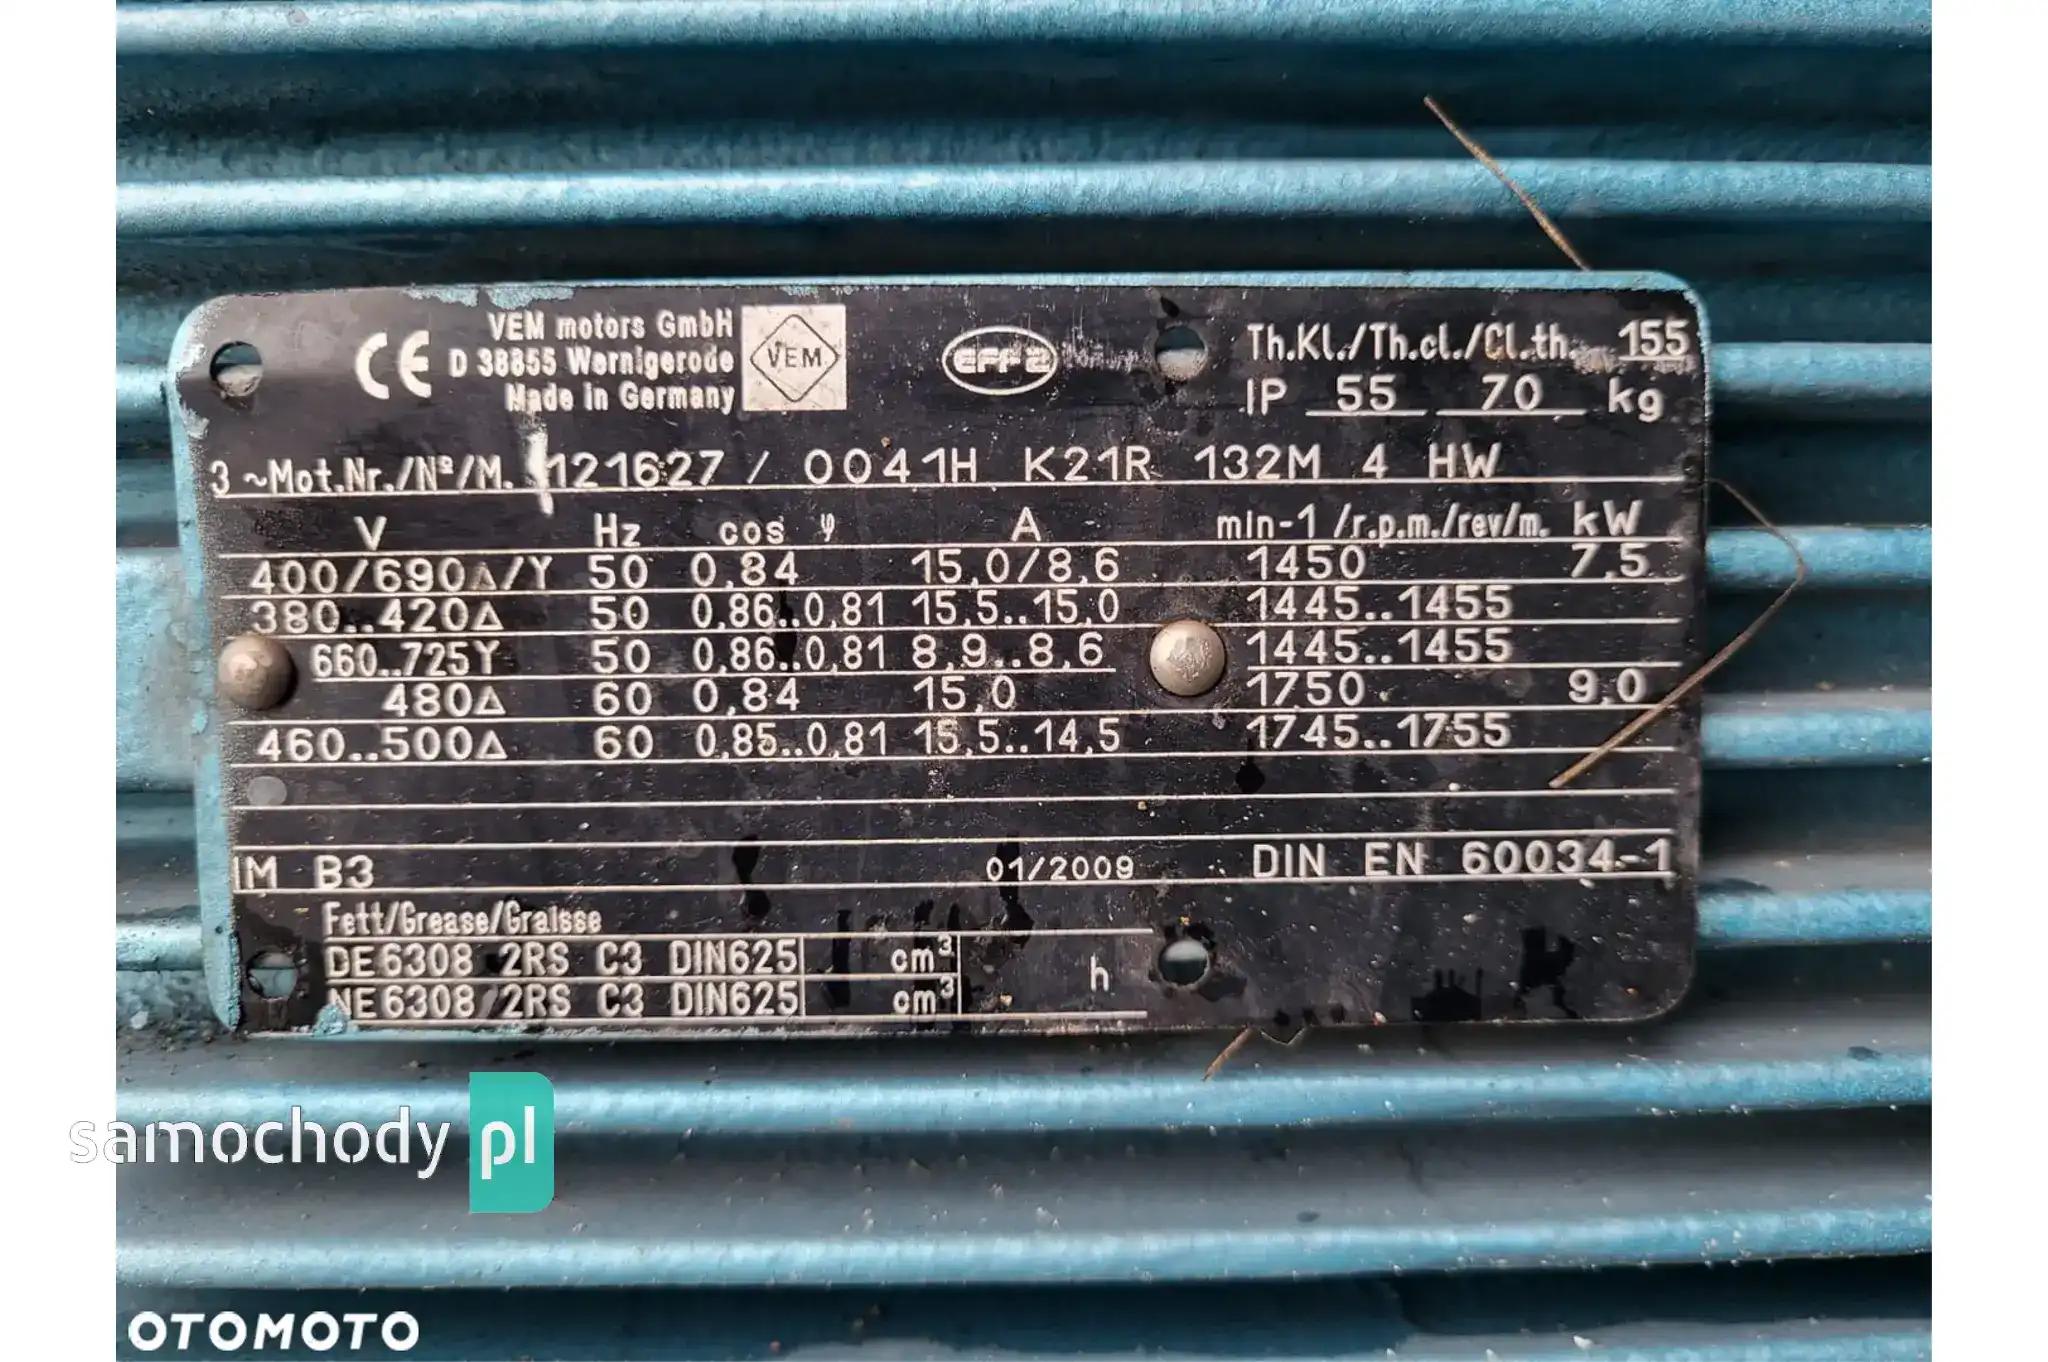 CE
VEM motors GmbH
D 38855 Wernigerode
Made in Germany
VEM
EFF2
Th.Kl./Th.cl./Cl.th. 155
IP 55 70 kg
3~Mot.Nr./Nº/M. 121627 / 0041H K21R 132M 4 HW
V Hz cos φ A min-1/r.p.m./rev/m. kW
400/690Δ/Y 50 0,84 15,0/8,6 1450 7,5
380..420Δ 50 0,86..0,81 15,5..15,0 1445..1455
660..725Y 50 0,86..0,81 8,9..8,6 1445..1455
480Δ 60 0,84 15,0 1750 9,0
460..500Δ 60 0,85..0,81 15,5..14,5 1745..1755
IM B3 01/2009 DIN EN 60034-1
Fett/Grease/Graisse
DE 6308 2RS C3 DIN625 cm³ h
NE 6308 2RS C3 DIN625 cm³
samochody pl
OTOMOTO